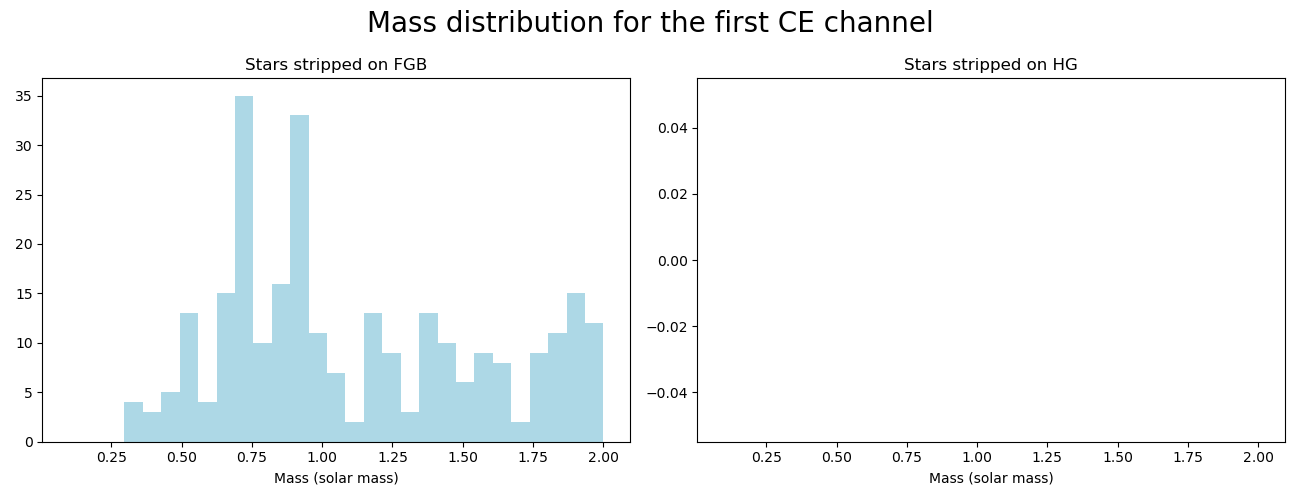 Mass distribution for the first CE channel
Stars stripped on FGB
35
30
25
20
15
10
5
0
0.25 0.50 0.75 1.00 1.25 1.50 1.75 2.00
Mass (solar mass)
Stars stripped on HG
0.04
0.02
0.00
−0.02
−0.04
0.25 0.50 0.75 1.00 1.25 1.50 1.75 2.00
Mass (solar mass)